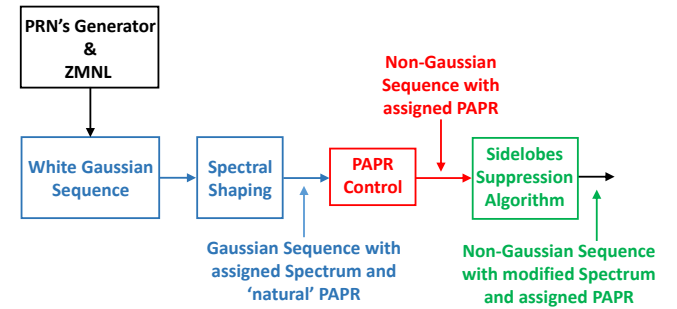 PRN's Generator
&
ZMNL
White Gaussian
Sequence
Spectral
Shaping
Gaussian Sequence with
assigned Spectrum and
‘natural’ PAPR
PAPR
Control
Non-Gaussian
Sequence with
assigned PAPR
Sidelobes
Suppression
Algorithm
Non-Gaussian Sequence
with modified Spectrum
and assigned PAPR